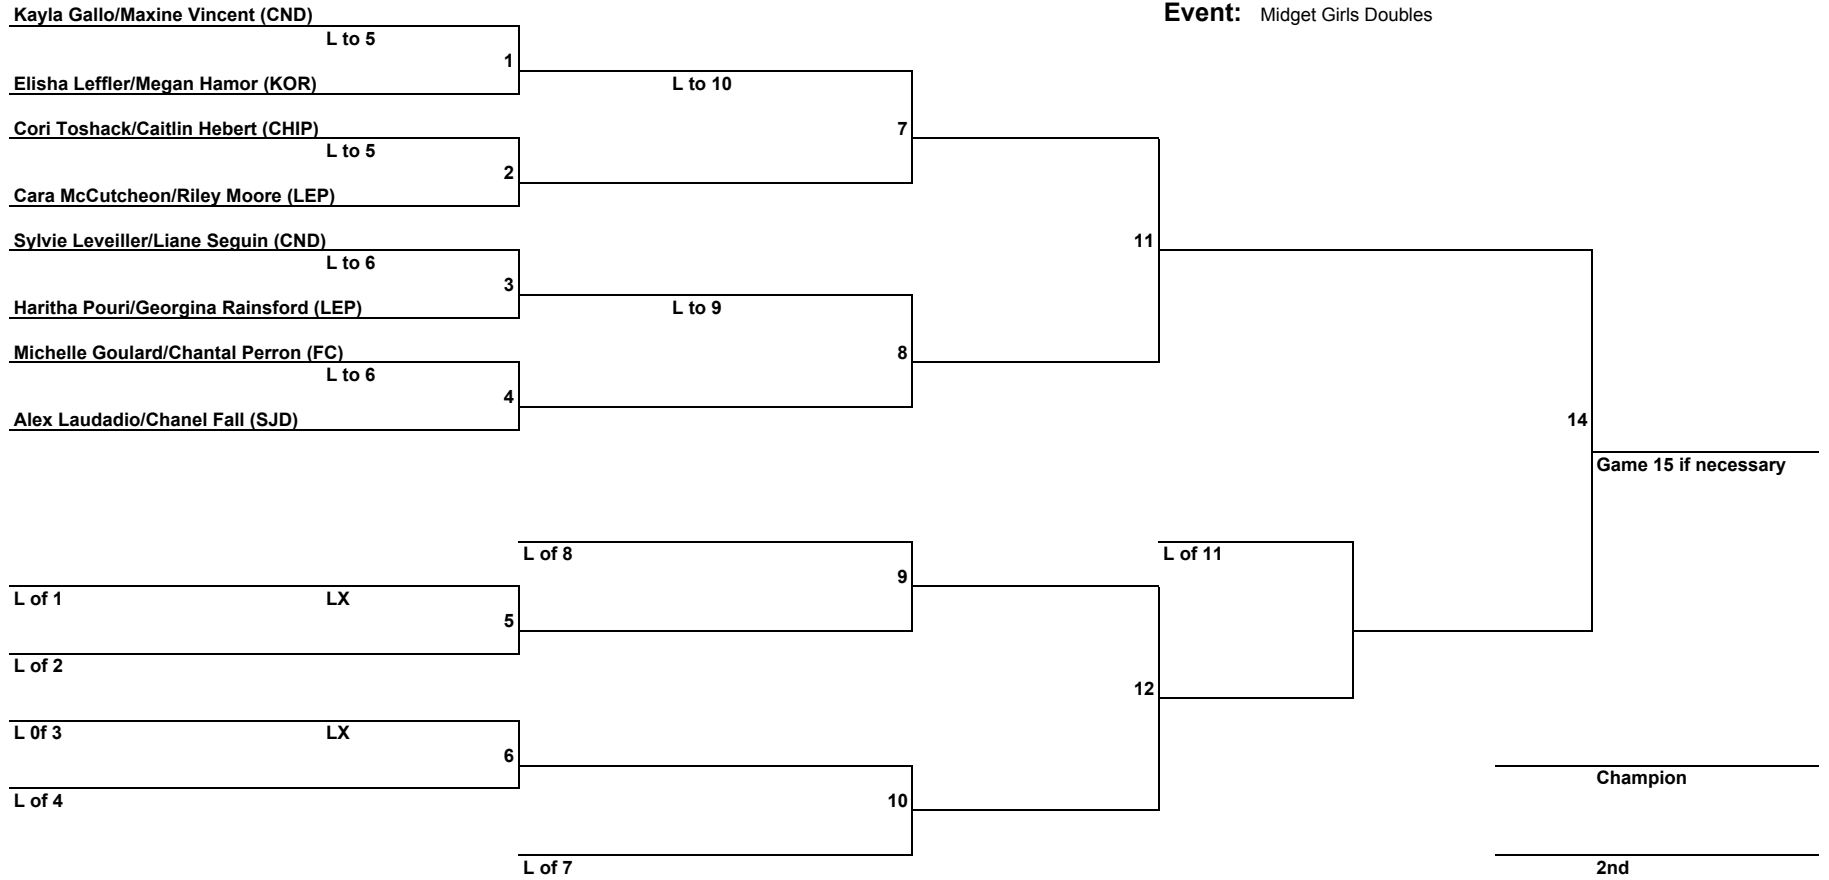 Kayla Gallo/Maxine Vincent (CND)
Event: Midget Girls Doubles
L to 5
1
Elisha Leffler/Megan Hamor (KOR)
L to 10
Cori Toshack/Caitlin Hebert (CHIP)
7
L to 5
2
Cara McCutcheon/Riley Moore (LEP)
Sylvie Leveiller/Liane Seguin (CND)
11
L to 6
3
Haritha Pouri/Georgina Rainsford (LEP)
L to 9
Michelle Goulard/Chantal Perron (FC)
8
L to 6
4
Alex Laudadio/Chanel Fall (SJD)
14
Game 15 if necessary
L of 8
L of 11
9
L of 1
LX
5
L of 2
12
L 0f 3
LX
6
Champion
L of 4
10
L of 7
2nd